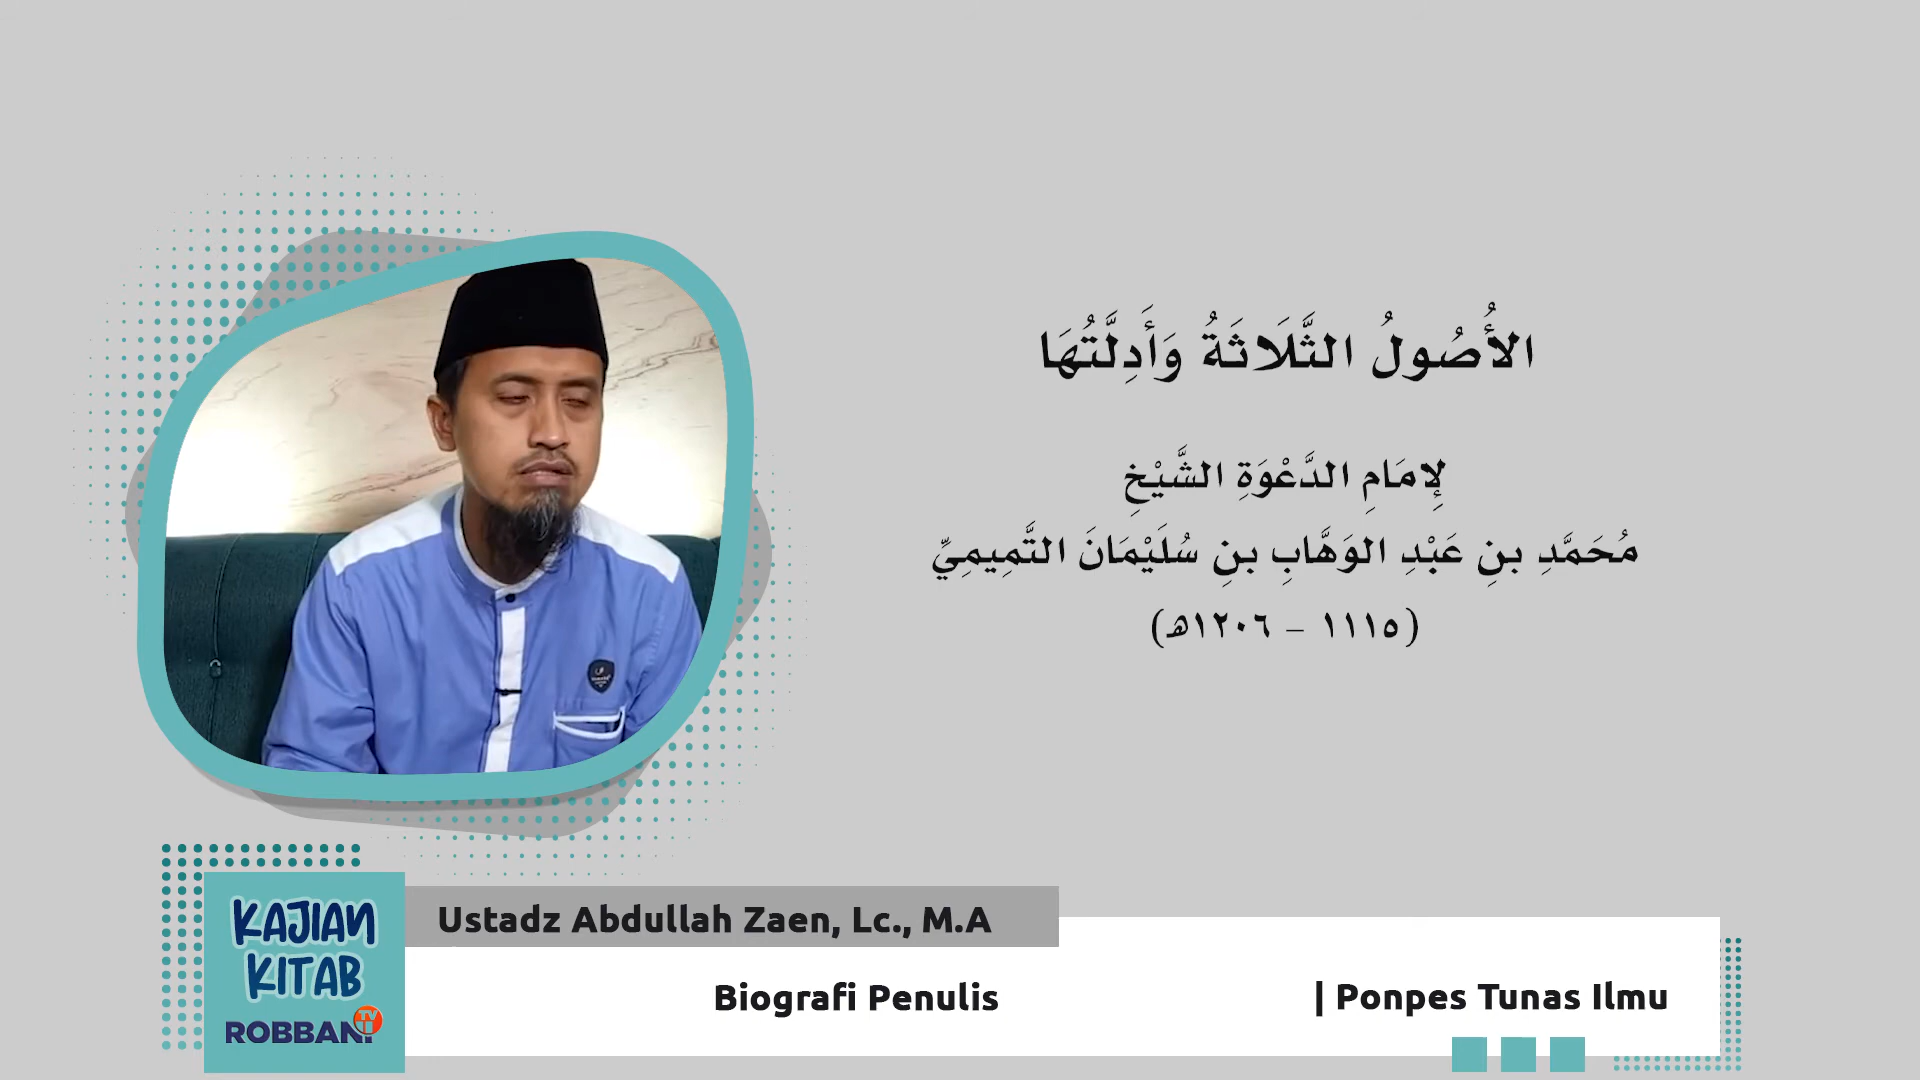 الأُصُولُ الثَّلَاثَةُ وَأَدِلَّتُهَا
لِإمَامِ الدَّعْوَةِ الشَّيْخِ
مُحَمَّدِ بنِ عَبْدِ الوَهَّابِ بنِ سُلَيْمَانَ التَّمِيمِيِّ
(١١١٥ – ١٢٠٦هـ)
Ustadz Abdullah Zaen, Lc., M.A
KAJIAN
KITAB
ROBBANI TV
Biografi Penulis
| Ponpes Tunas Ilmu